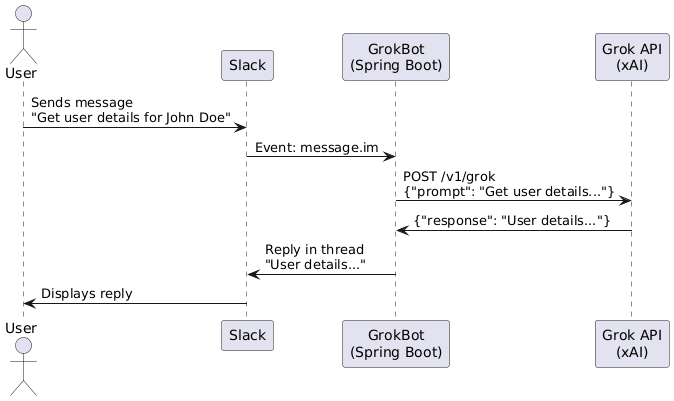 User
Slack
GrokBot
(Spring Boot)
Grok API
(xAI)
Sends message
"Get user details for John Doe"
Event: message.im
POST /v1/grok
{"prompt": "Get user details..."}
{"response": "User details..."}
Reply in thread
"User details..."
Displays reply
User
Slack
GrokBot
(Spring Boot)
Grok API
(xAI)